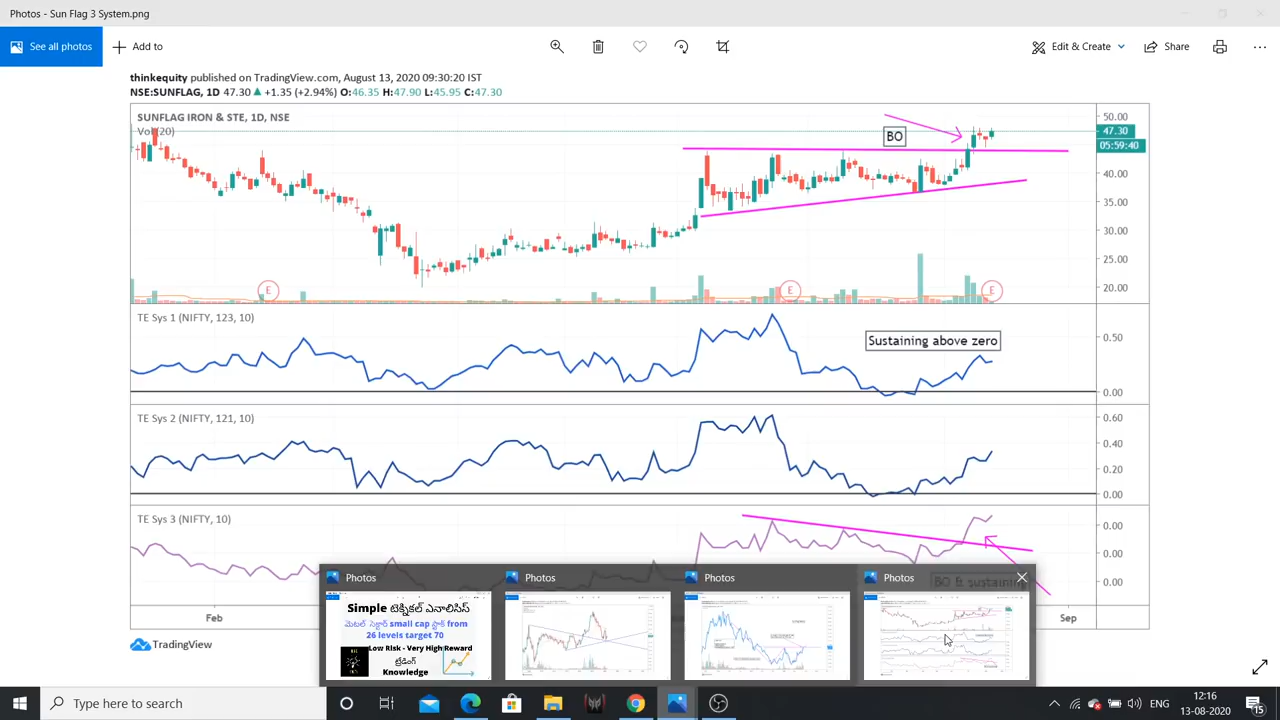 Photos - Sun Flag 3 System.png
See all photos
Add to
Edit & Create
Share
thinkequity published on TradingView.com, August 13, 2020 09:30:20 IST
NSE:SUNFLAG, 1D 47.30 ▲ +1.35 (+2.94%) O:46.35 H:47.90 L:45.95 C:47.30
SUNFLAG IRON & STE, 1D, NSE
Vol (20)
BO
50.00
47.30
05:59:40
40.00
35.00
30.00
25.00
20.00
E
E
E
TE Sys 1 (NIFTY, 123, 10)
Sustaining above zero
0.50
0.00
TE Sys 2 (NIFTY, 121, 10)
0.60
0.40
0.20
0.00
TE Sys 3 (NIFTY, 10)
0.00
0.00
0.00
BO & sustaining
Photos
Photos
Photos
Photos
Simple టెక్నికల్ ఎనాలిసిస్
మెటల్ సెక్టార్ small cap స్టాక్ from
26 levels target 70
Low Risk - Very High Reward
ట్రేడింగ్
Knowledge
Feb
Sep
TradingView
Type here to search
ENG
12:16
13-08-2020
15